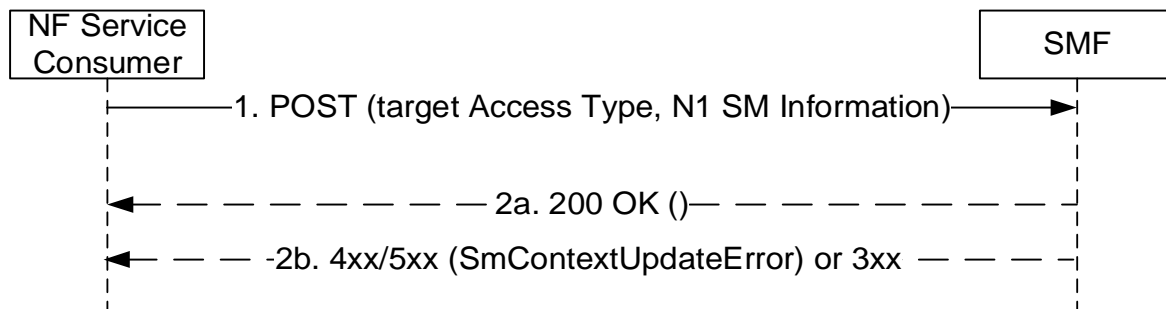 NF Service
Consumer
SMF
1. POST (target Access Type, N1 SM Information)
2a. 200 OK ()
2b. 4xx/5xx (SmContextUpdateError) or 3xx